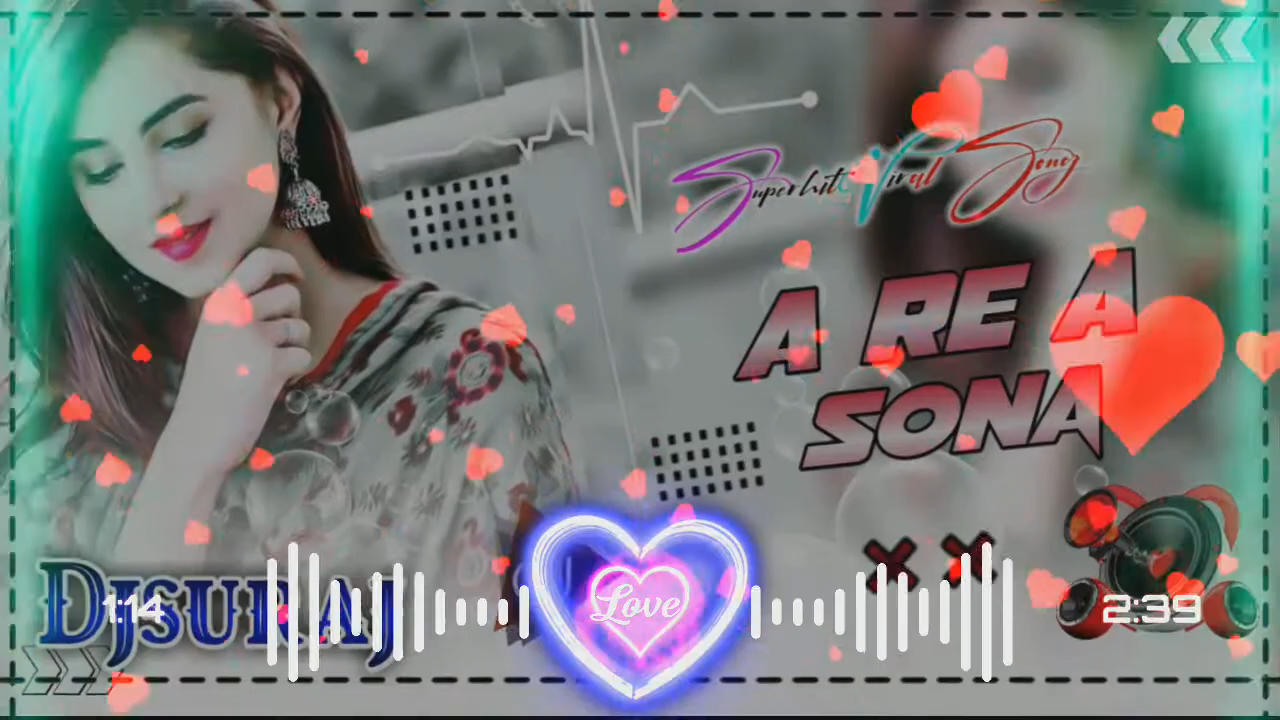 Superhit Viral Song
A RE A
SONA
Love
DJSURAJ
1:14
2:39